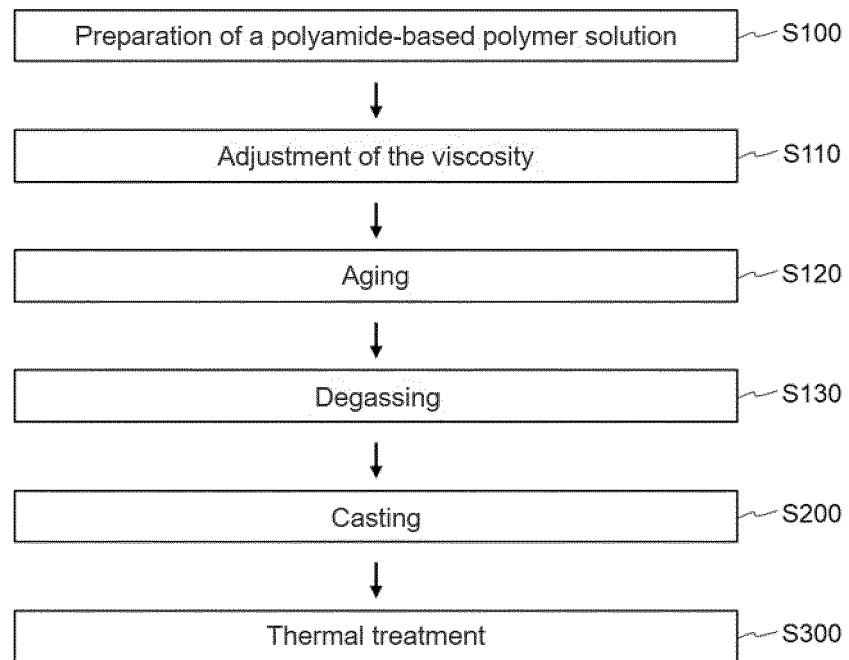 Preparation of a polyamide-based polymer solution S100
Adjustment of the viscosity S110
Aging S120
Degassing S130
Casting S200
Thermal treatment S300